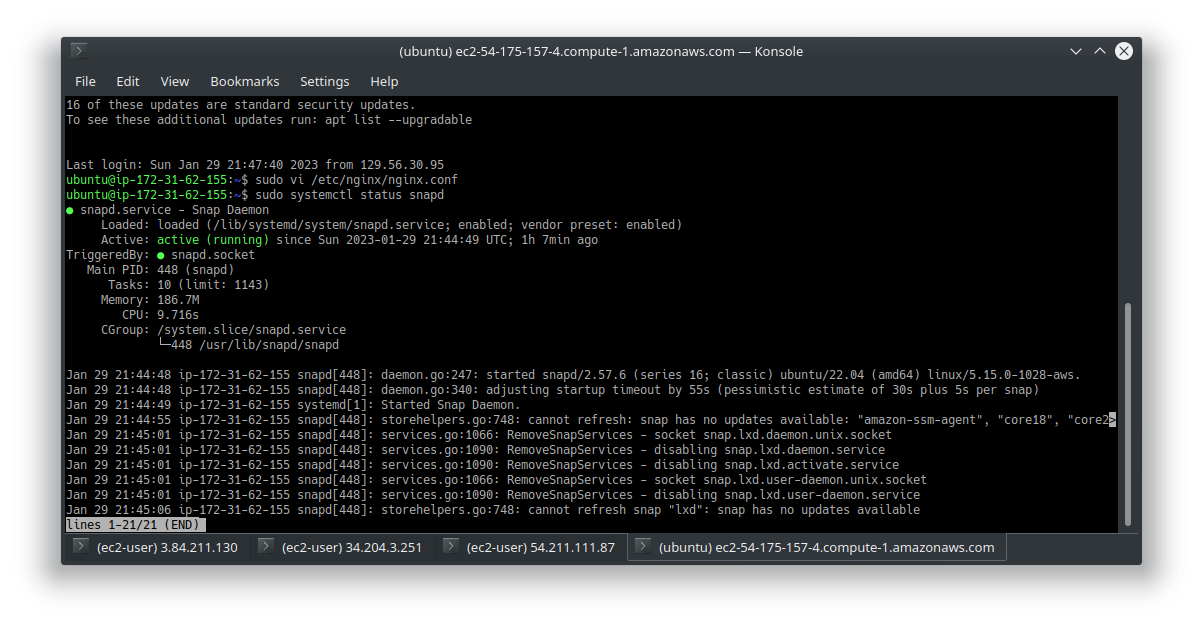 (ubuntu) ec2-54-175-157-4.compute-1.amazonaws.com — Konsole
File Edit View Bookmarks Settings Help
16 of these updates are standard security updates.
To see these additional updates run: apt list --upgradable
Last login: Sun Jan 29 21:47:40 2023 from 129.56.30.95
ubuntu@ip-172-31-62-155:~$ sudo vi /etc/nginx/nginx.conf
ubuntu@ip-172-31-62-155:~$ sudo systemctl status snapd
● snapd.service - Snap Daemon
Loaded: loaded (/lib/systemd/system/snapd.service; enabled; vendor preset: enabled)
Active: active (running) since Sun 2023-01-29 21:44:49 UTC; 1h 7min ago
TriggeredBy: ● snapd.socket
Main PID: 448 (snapd)
Tasks: 10 (limit: 1143)
Memory: 186.7M
CPU: 9.716s
CGroup: /system.slice/snapd.service
└─448 /usr/lib/snapd/snapd
Jan 29 21:44:48 ip-172-31-62-155 snapd[448]: daemon.go:247: started snapd/2.57.6 (series 16; classic) ubuntu/22.04 (amd64) linux/5.15.0-1028-aws.
Jan 29 21:44:48 ip-172-31-62-155 snapd[448]: daemon.go:340: adjusting startup timeout by 55s (pessimistic estimate of 30s plus 5s per snap)
Jan 29 21:44:49 ip-172-31-62-155 systemd[1]: Started Snap Daemon.
Jan 29 21:44:55 ip-172-31-62-155 snapd[448]: storehelpers.go:748: cannot refresh: snap has no updates available: "amazon-ssm-agent", "core18", "core2>
Jan 29 21:45:01 ip-172-31-62-155 snapd[448]: services.go:1066: RemoveSnapServices - socket snap.lxd.daemon.unix.socket
Jan 29 21:45:01 ip-172-31-62-155 snapd[448]: services.go:1090: RemoveSnapServices - disabling snap.lxd.daemon.service
Jan 29 21:45:01 ip-172-31-62-155 snapd[448]: services.go:1090: RemoveSnapServices - disabling snap.lxd.activate.service
Jan 29 21:45:01 ip-172-31-62-155 snapd[448]: services.go:1066: RemoveSnapServices - socket snap.lxd.user-daemon.unix.socket
Jan 29 21:45:01 ip-172-31-62-155 snapd[448]: services.go:1090: RemoveSnapServices - disabling snap.lxd.user-daemon.service
Jan 29 21:45:06 ip-172-31-62-155 snapd[448]: storehelpers.go:748: cannot refresh snap "lxd": snap has no updates available
lines 1-21/21 (END)
(ec2-user) 3.84.211.130 (ec2-user) 34.204.3.251 (ec2-user) 54.211.111.87 (ubuntu) ec2-54-175-157-4.compute-1.amazonaws.com